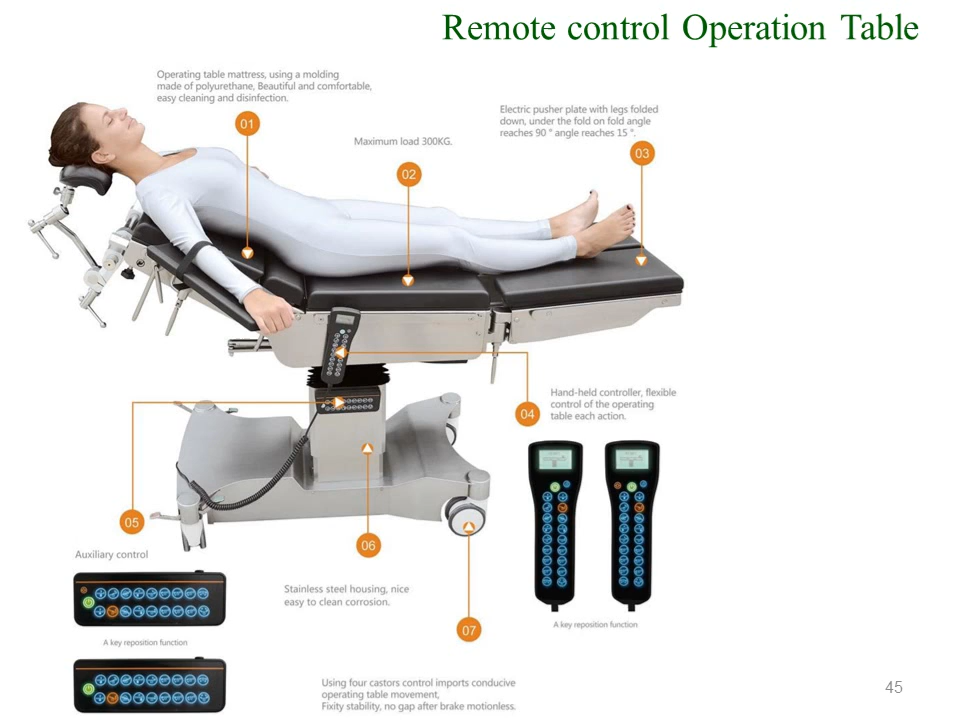 Remote control Operation Table
Operating table mattress, using a molding
made of polyurethane, Beautiful and comfortable,
easy cleaning and disinfection.
01
Maximum load 300KG.
02
Electric pusher plate with legs folded
down, under the fold on fold angle
reaches 90 ° angle reaches 15 °.
03
Hand-held controller, flexible
control of the operating
table each action.
04
05
Auxiliary control
06
Stainless steel housing, nice
easy to clean corrosion.
A key reposition function
07
A key reposition function
Using four castors control imports conducive
operating table movement,
Fixity stability, no gap after brake motionless.
45